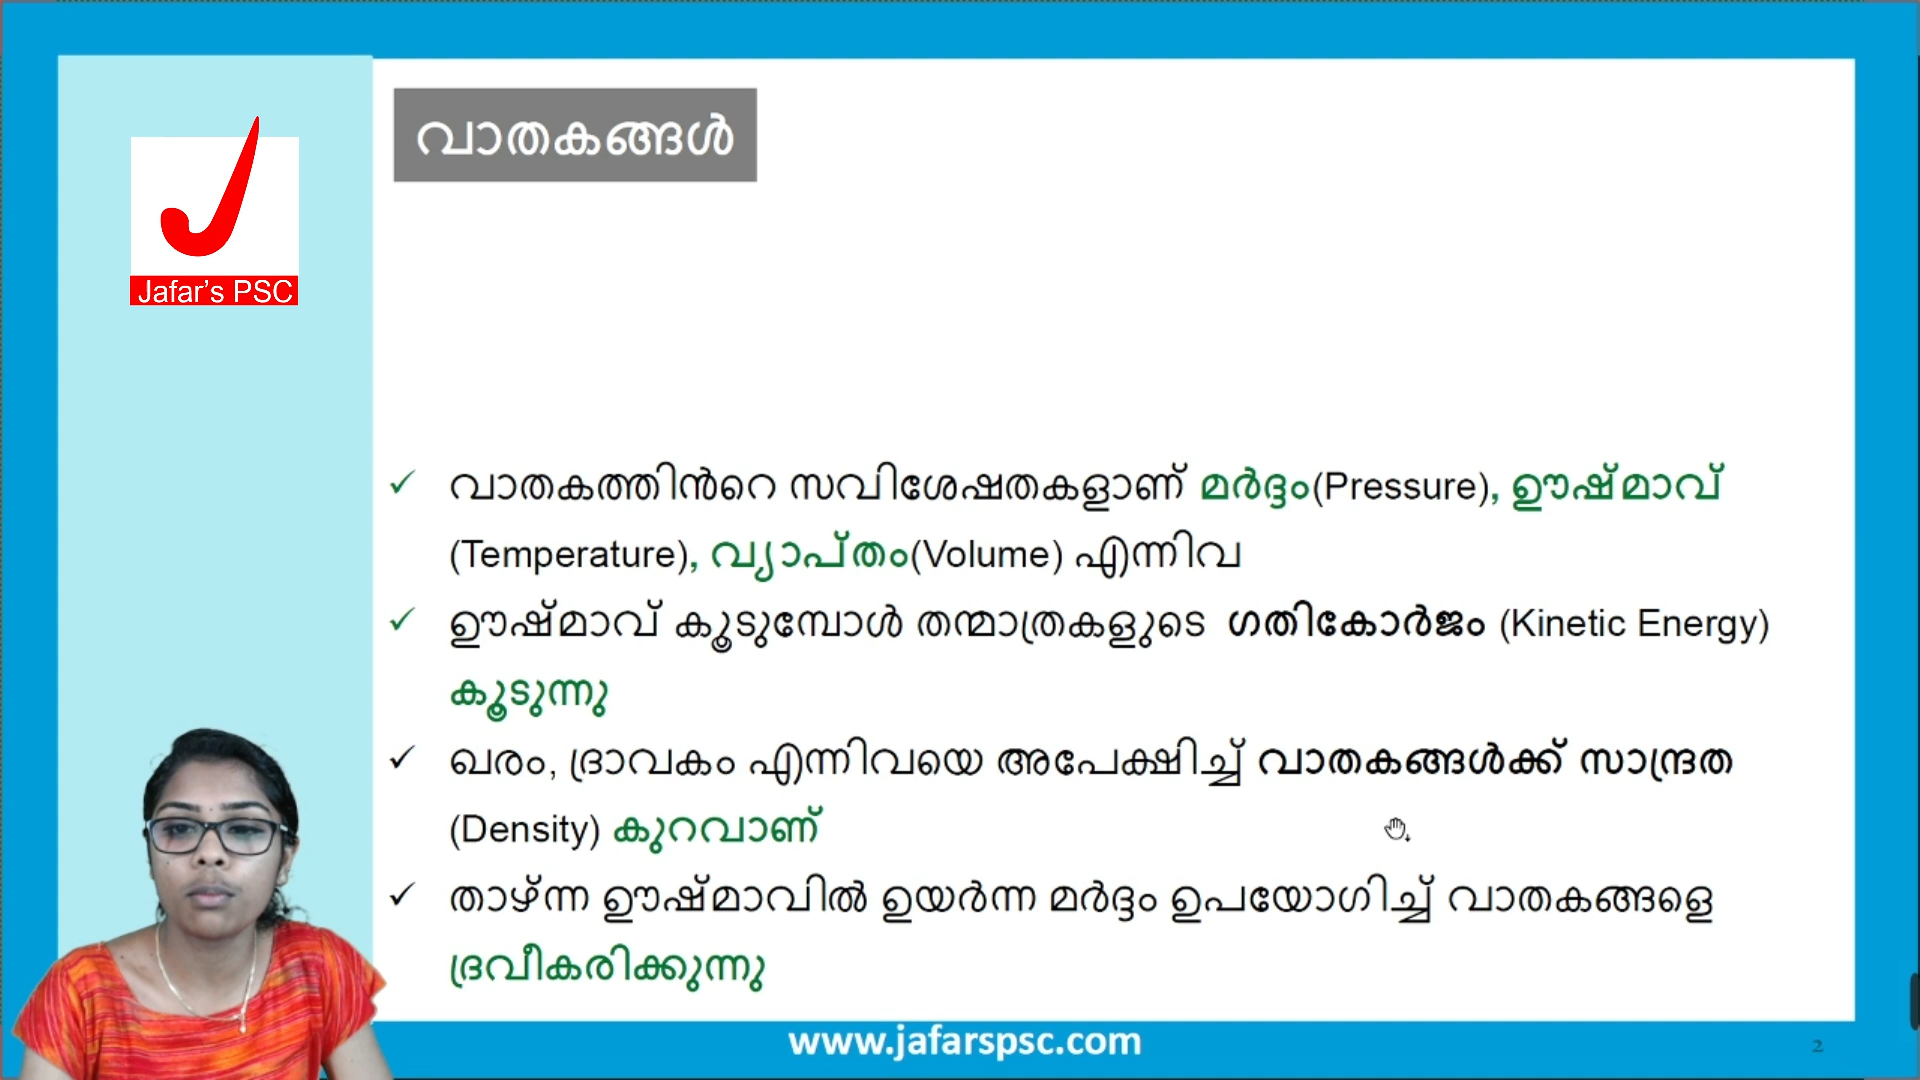 വാതകങ്ങൾ
Jafar's PSC
✓ വാതകത്തിൻറെ സവിശേഷതകളാണ് മർദ്ദം(Pressure), ഊഷ്മാവ്
(Temperature), വ്യാപ്തം(Volume) എന്നിവ
✓ ഊഷ്മാവ് കൂടുമ്പോൾ തന്മാത്രകളുടെ ഗതികോർജം (Kinetic Energy)
കൂടുന്നു
✓ ഖരം, ദ്രാവകം എന്നിവയെ അപേക്ഷിച്ച് വാതകങ്ങൾക്ക് സാന്ദ്രത
(Density) കുറവാണ്
✓ താഴ്ന്ന ഊഷ്മാവിൽ ഉയർന്ന മർദ്ദം ഉപയോഗിച്ച് വാതകങ്ങളെ
ദ്രവീകരിക്കുന്നു
www.jafarspsc.com
2